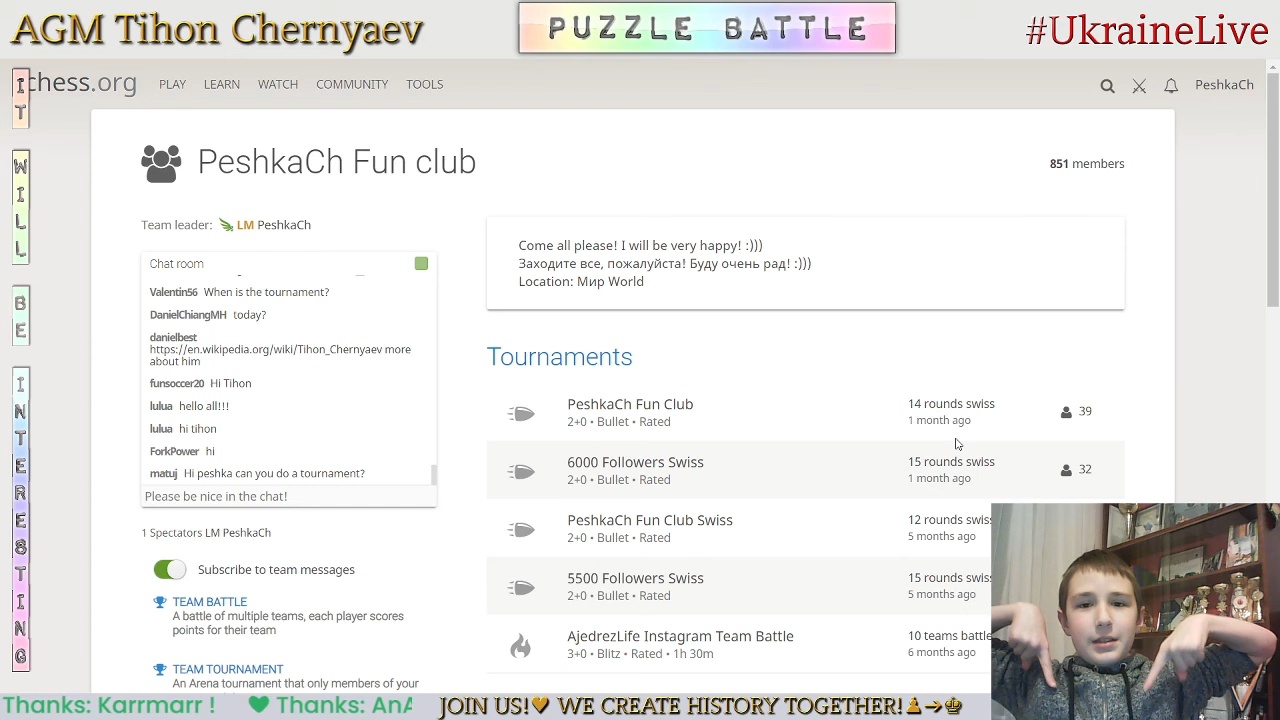 AGM Tihon Chernyaev
PUZZLE BATTLE
#UkraineLive
IT WILL BE INTERESTING
chess.org
PLAY LEARN WATCH COMMUNITY TOOLS
PeshkaCh
PeshkaCh Fun club
851 members
Team leader: LM PeshkaCh
Chat room
Valentin56 When is the tournament?
DanielChiangMH today?
danielbest
https://en.wikipedia.org/wiki/Tihon_Chernyaev more
about him
funsoccer20 Hi Tihon
lulua hello all!!!
lulua hi tihon
ForkPower hi
matuj Hi peshka can you do a tournament?
Please be nice in the chat!
1 Spectators LM PeshkaCh
Subscribe to team messages
TEAM BATTLE
A battle of multiple teams, each player scores
points for their team
TEAM TOURNAMENT
An Arena tournament that only members of your
Come all please! I will be very happy! :)))
Заходите все, пожалуйста! Буду очень рад! :)))
Location: Мир World
Tournaments
PeshkaCh Fun Club
2+0 • Bullet • Rated
14 rounds swiss
1 month ago
39
6000 Followers Swiss
2+0 • Bullet • Rated
15 rounds swiss
1 month ago
32
PeshkaCh Fun Club Swiss
2+0 • Bullet • Rated
12 rounds swiss
5 months ago
5500 Followers Swiss
2+0 • Bullet • Rated
15 rounds swiss
5 months ago
AjedrezLife Instagram Team Battle
3+0 • Blitz • Rated • 1h 30m
10 teams battle
6 months ago
Thanks: Karrmarr ! Thanks: AnA
JOIN US! WE CREATE HISTORY TOGETHER!